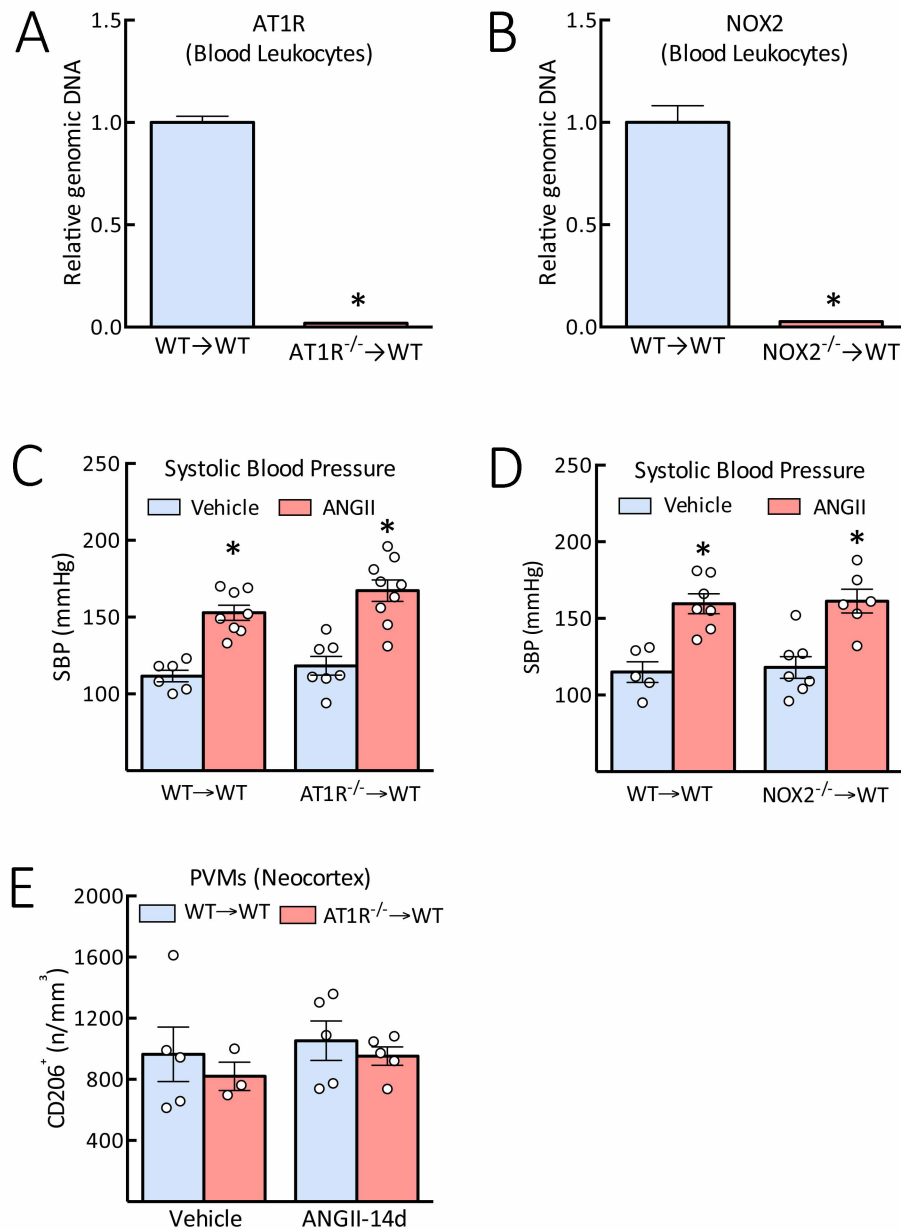 A
AT1R
(Blood Leukocytes)
Relative genomic DNA
1.5
1.0
0.5
0.0
*
WT→WT
AT1R-/-→WT
B
NOX2
(Blood Leukocytes)
Relative genomic DNA
1.5
1.0
0.5
0.0
*
WT→WT
NOX2-/-→WT
C
Systolic Blood Pressure
Vehicle
ANGII
SBP (mmHg)
250
200
150
100
*
*
WT→WT
AT1R-/-→WT
D
Systolic Blood Pressure
Vehicle
ANGII
SBP (mmHg)
250
200
150
100
*
*
WT→WT
NOX2-/-→WT
E
PVMs (Neocortex)
WT→WT
AT1R-/-→WT
CD206+ (n/mm3)
2000
1600
1200
800
400
Vehicle
ANGII-14d